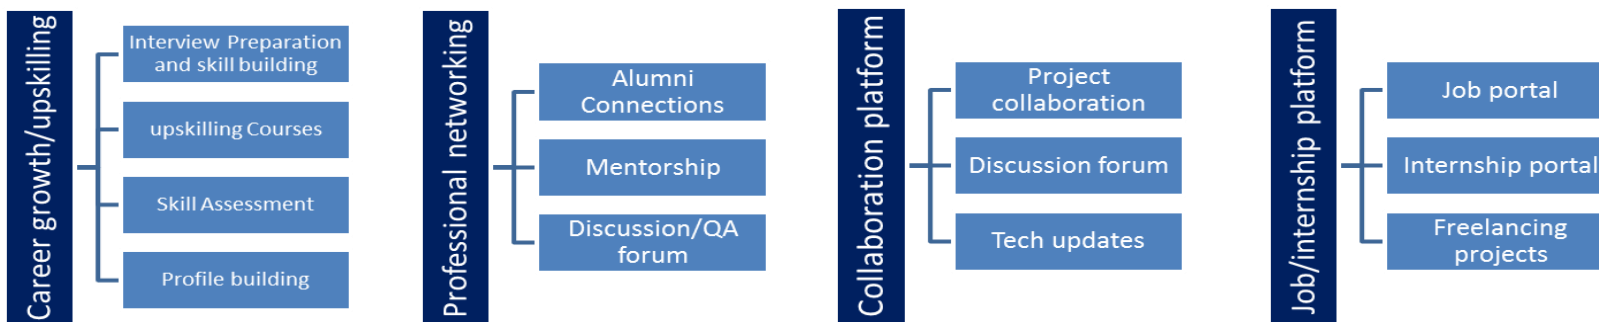 Career growth/upskilling
Interview Preparation
and skill building
upskilling Courses
Skill Assessment
Profile building
Professional networking
Alumni
Connections
Mentorship
Discussion/QA
forum
Collaboration platform
Project
collaboration
Discussion forum
Tech updates
Job/internship platform
Job portal
Internship portal
Freelancing
projects